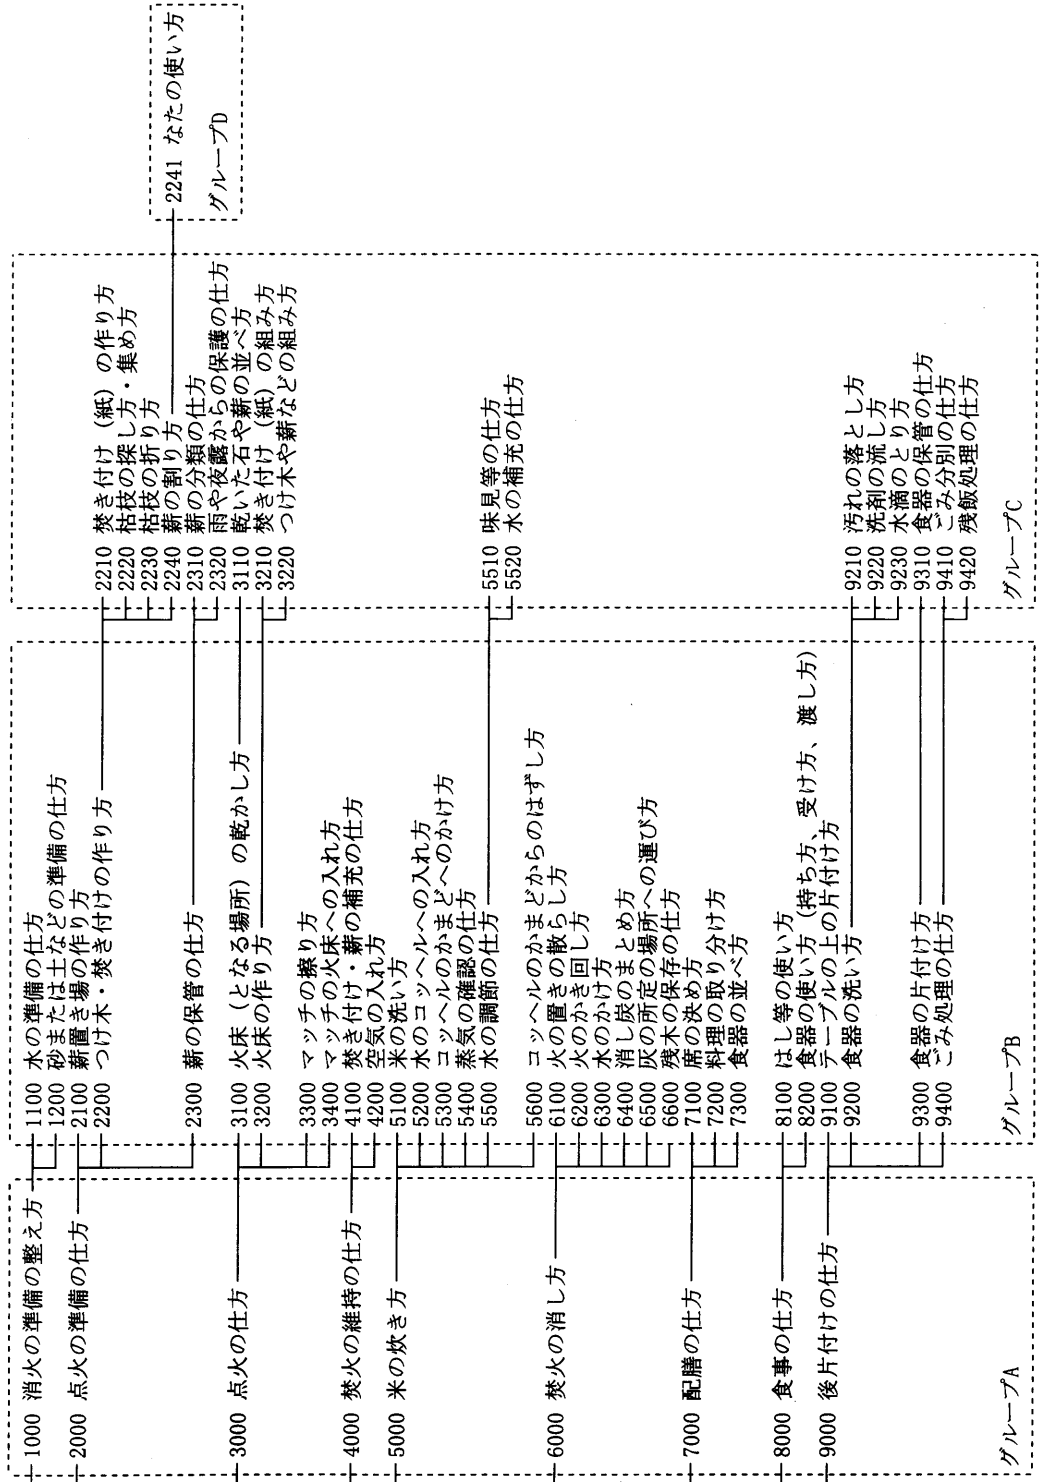 1000 消火の準備の整え方
2000 点火の準備の仕方
3000 点火の仕方
4000 焚火の維持の仕方
5000 米の炊き方
6000 焚火の消し方
7000 配膳の仕方
8000 食事の仕方
9000 後片付けの仕方
グループA
1100 水の準備の仕方
1200 砂または土などの準備の仕方
2100 薪置き場の作り方
2200 つけ木・焚き付けの作り方
2300 薪の保管の仕方
3100 火床（となる場所）の乾かし方
3200 火床の作り方
3300 マッチの擦り方
3400 マッチの火床への入れ方
4100 焚き付け・薪の補充の仕方
4200 空気の入れ方
5100 米の洗い方
5200 水のコッヘルへの入れ方
5300 コッヘルのかまどへのかけ方
5400 蒸気の確認の仕方
5500 水の調節の仕方
5600 コッヘルのかまどからのはずし方
6100 火の置きの散らし方
6200 火のかき回し方
6300 水のかけ方
6400 消し炭のまとめ方
6500 灰の所定の場所への運び方
6600 残木の保存の仕方
7100 席の決め方
7200 料理の取り分け方
7300 食器の並べ方
8100 はし等の使い方
8200 食器の使い方（持ち方、受け方、渡し方）
9100 テーブルの上の片付け方
9200 食器の洗い方
9300 食器の片付け方
9400 ごみ処理の仕方
グループB
2210 焚き付け（紙）の作り方
2220 枯枝の探し方・集め方
2230 枯枝の折り方
2240 薪の割り方
2310 薪の分類の仕方
2320 雨や夜露からの保護の仕方
3110 乾いた石や薪の並べ方
3210 焚き付け（紙）の組み方
3220 つけ木や薪などの組み方
5510 味見等の仕方
5520 水の補充の仕方
9210 汚れの落とし方
9220 洗剤の流し方
9230 水滴のとり方
9310 食器の保管の仕方
9410 ごみ分別の仕方
9420 残飯処理の仕方
グループC
2241 なたの使い方
グループD